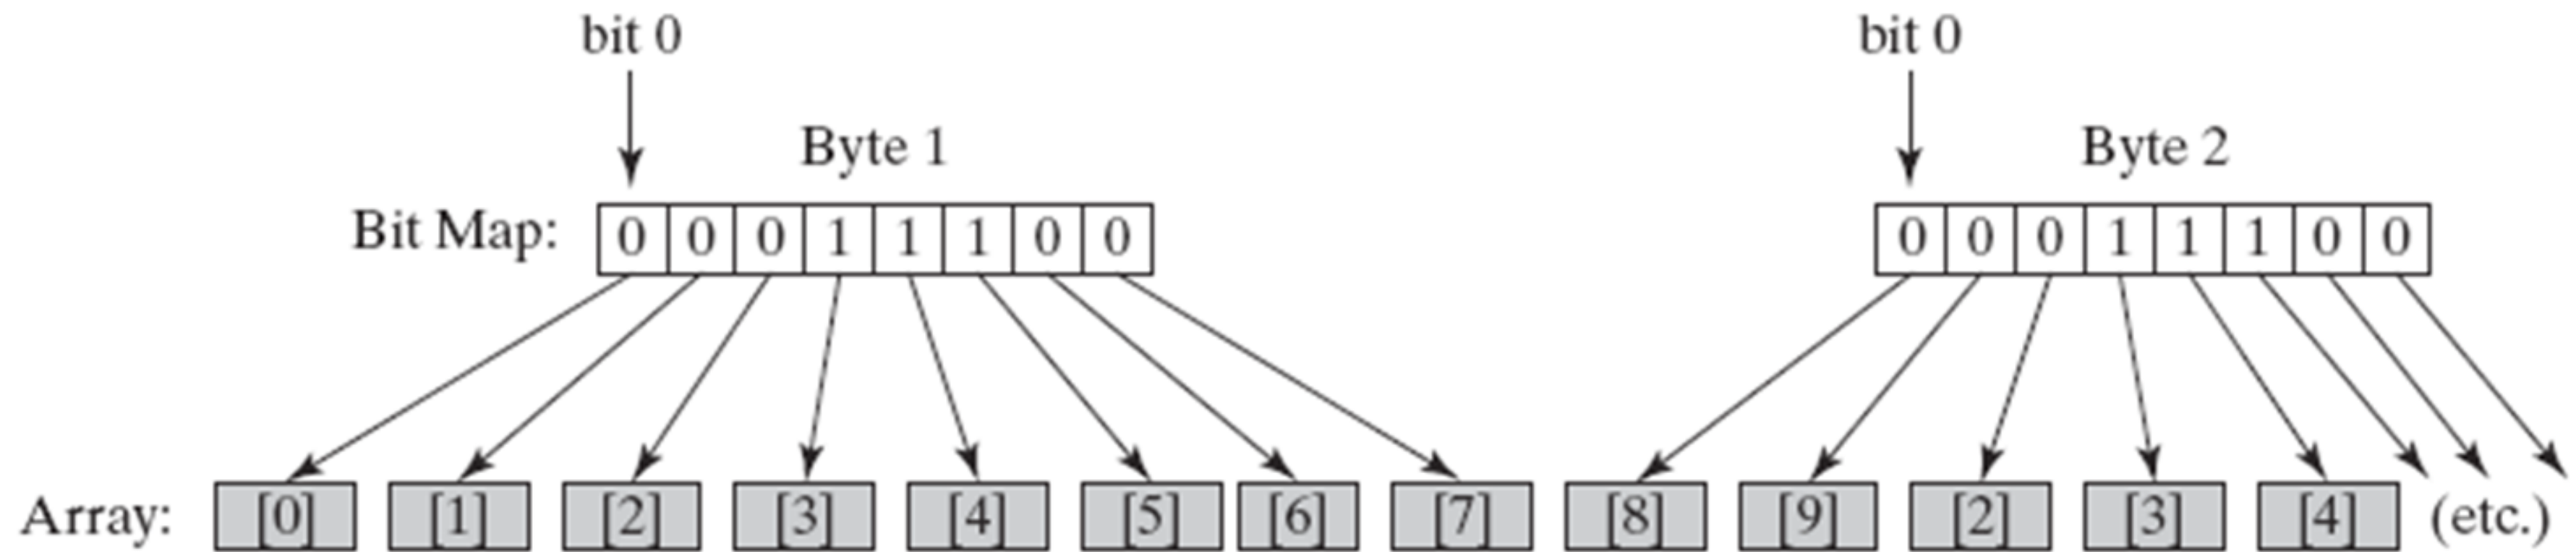 bit 0 bit 0
Byte 1 Byte 2
Bit Map: 0 0 0 1 1 1 0 0 0 0 0 1 1 1 0 0
Array: [0] [1] [2] [3] [4] [5] [6] [7] [8] [9] [2] [3] [4] (etc.)